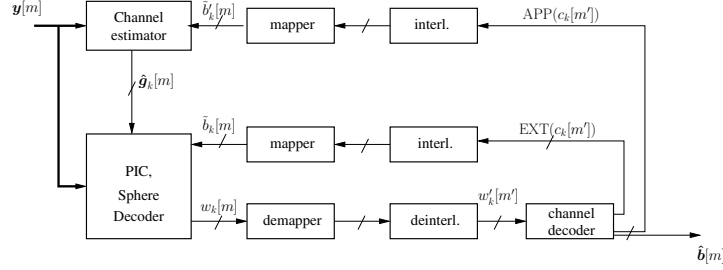 y[m]
Channel
estimator
b̃′ₖ[m]
mapper
interl.
APP(cₖ[m′])
ĝₖ[m]
PIC,
Sphere
Decoder
b̃ₖ[m]
mapper
interl.
EXT(cₖ[m′])
wₖ[m]
demapper
deinterl.
w′ₖ[m′]
channel
decoder
b̂[m]